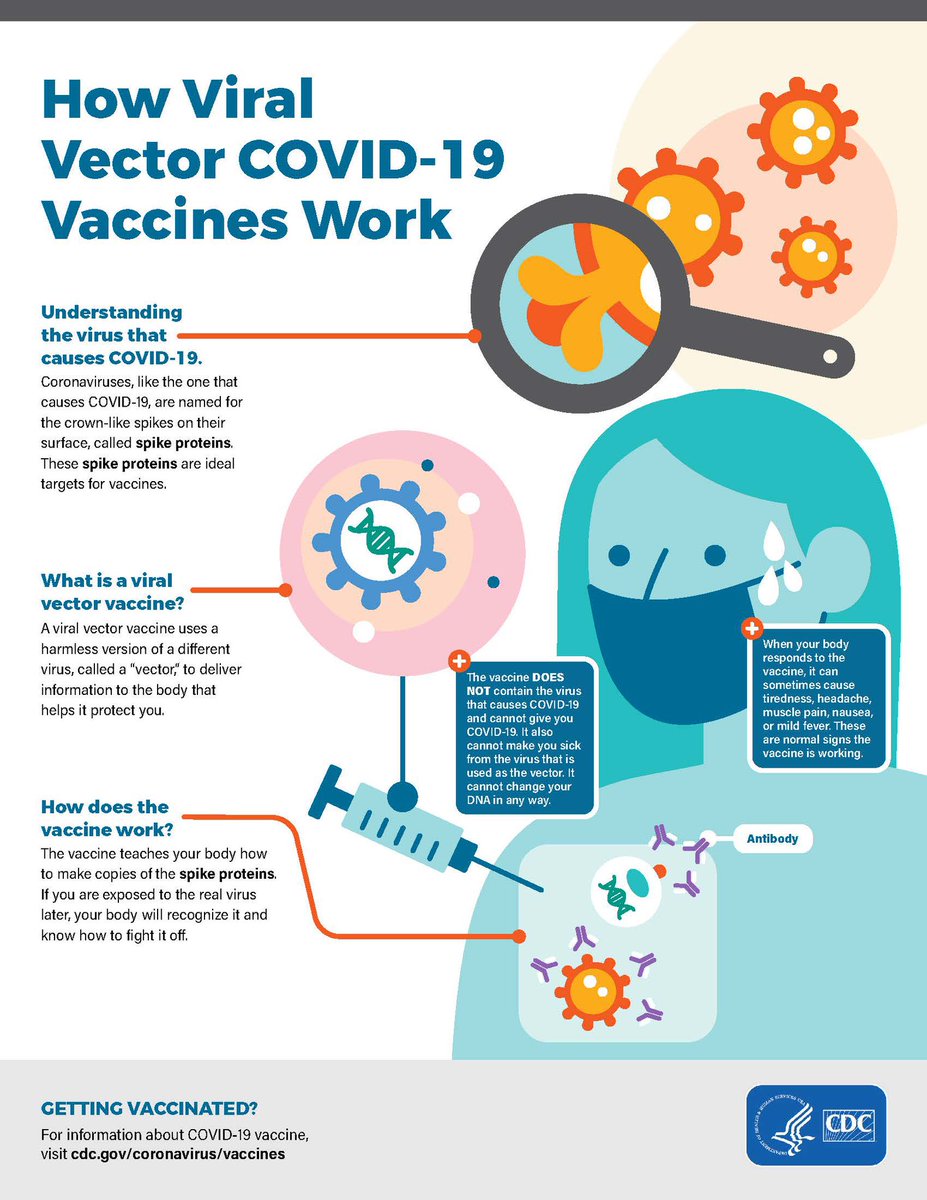 How Viral
Vector COVID-19
Vaccines Work
Understanding
the virus that
causes COVID-19.
Coronaviruses, like the one that
causes COVID-19, are named for
the crown-like spikes on their
surface, called spike proteins.
These spike proteins are ideal
targets for vaccines.
What is a viral
vector vaccine?
A viral vector vaccine uses a
harmless version of a different
virus, called a “vector,” to deliver
information to the body that
helps it protect you.
The vaccine DOES
NOT contain the virus
that causes COVID-19
and cannot give you
COVID-19. It also
cannot make you sick
from the virus that is
used as the vector. It
cannot change your
DNA in any way.
When your body
responds to the
vaccine, it can
sometimes cause
tiredness, headache,
muscle pain, nausea,
or mild fever. These
are normal signs the
vaccine is working.
How does the
vaccine work?
The vaccine teaches your body how
to make copies of the spike proteins.
If you are exposed to the real virus
later, your body will recognize it and
know how to fight it off.
Antibody
GETTING VACCINATED?
For information about COVID-19 vaccine,
visit cdc.gov/coronavirus/vaccines
DEPARTMENT OF HEALTH & HUMAN SERVICES USA
CDC